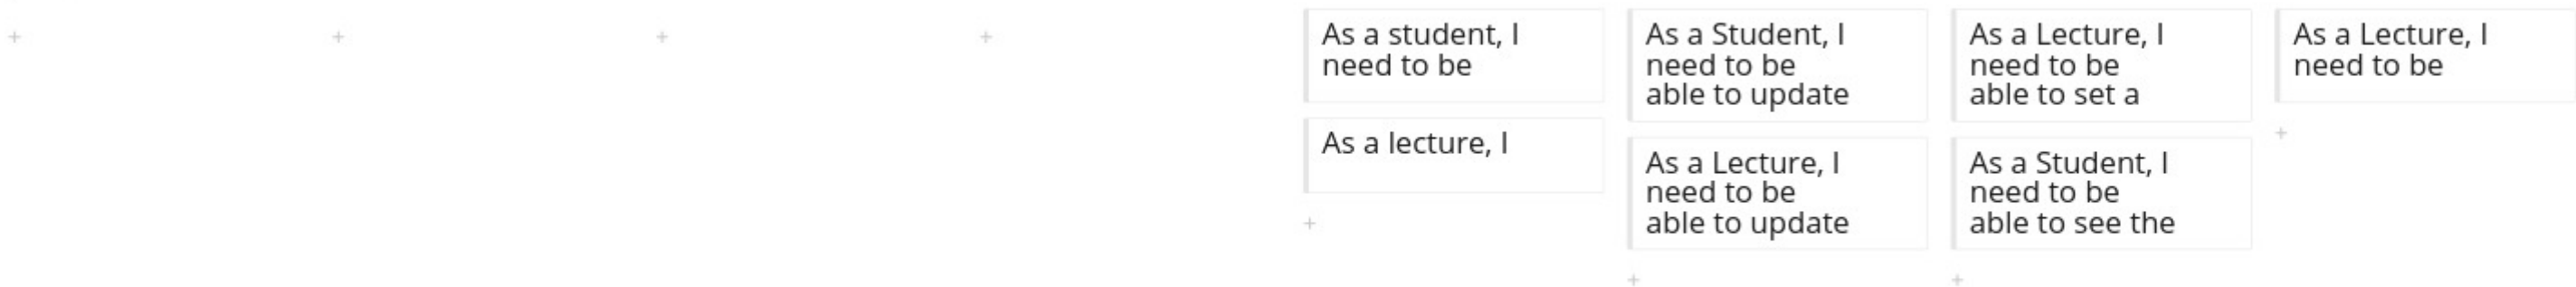 As a student, I
need to be
As a lecture, I
As a Student, I
need to be
able to update
As a Lecture, I
need to be
able to update
As a Lecture, I
need to be
able to set a
As a Student, I
need to be
able to see the
As a Lecture, I
need to be